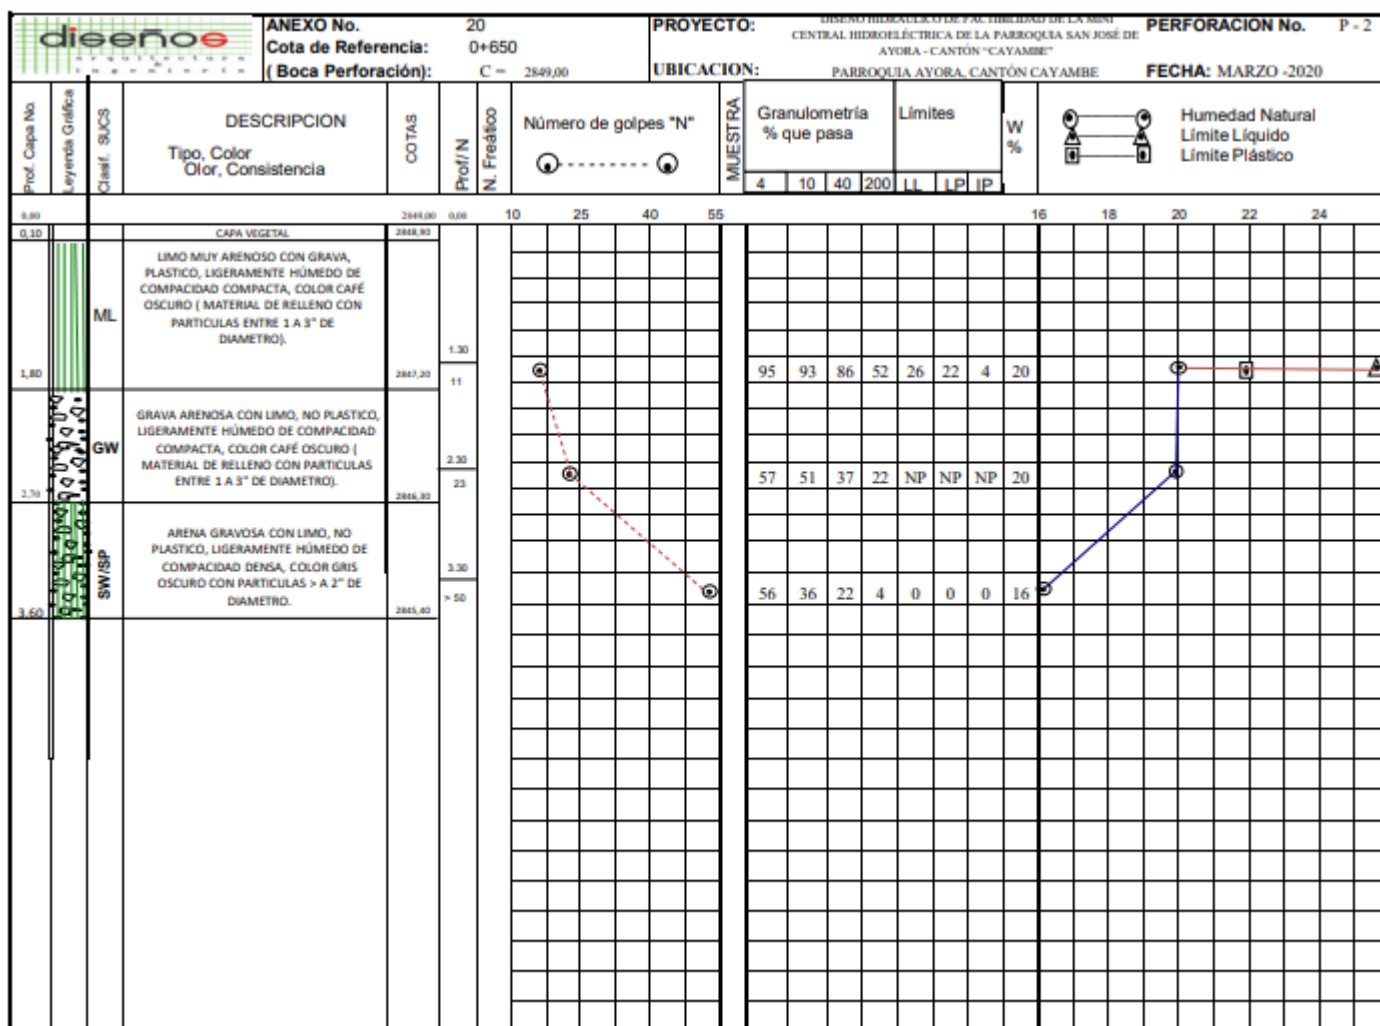 diseños
ANEXO No. 20
Cota de Referencia: 0+650
( Boca Perforación): C = 2849,00
PROYECTO: DISEÑO HIDRAULICO DE FACTIBILIDAD DE LA MINI
CENTRAL HIDROELÉCTRICA DE LA PARROQUIA SAN JOSÉ DE
AYORA - CANTÓN "CAYAMBE"
UBICACION: PARROQUIA AYORA, CANTÓN CAYAMBE
PERFORACION No. P - 2
FECHA: MARZO -2020
Prof. Capa No.
Leyenda Gráfica
Clasif. SUCS
DESCRIPCION
Tipo, Color
Olor, Consistencia
COTAS
Prof/ N
N. Freático
Número de golpes "N"
MUESTRA
Granulometría
% que pasa
4 10 40 200
Límites
LL LP IP
W
%
Humedad Natural
Límite Líquido
Límite Plástico
0,00 2849,00 0,00 10 25 40 55 16 18 20 22 24
0,10 CAPA VEGETAL 2848,90
ML
LIMO MUY ARENOSO CON GRAVA,
PLASTICO, LIGERAMENTE HÚMEDO DE
COMPACIDAD COMPACTA, COLOR CAFÉ
OSCURO ( MATERIAL DE RELLENO CON
PARTICULAS ENTRE 1 A 3" DE
DIAMETRO).
1.30
1,80 2847,20 11 95 93 86 52 26 22 4 20
GW
GRAVA ARENOSA CON LIMO, NO PLASTICO,
LIGERAMENTE HÚMEDO DE COMPACIDAD
COMPACTA, COLOR CAFÉ OSCURO (
MATERIAL DE RELLENO CON PARTICULAS
ENTRE 1 A 3" DE DIAMETRO).
2 30
23 57 51 37 22 NP NP NP 20
2,70 2846,30
SW/SP
ARENA GRAVOSA CON LIMO, NO
PLASTICO, LIGERAMENTE HÚMEDO DE
COMPACIDAD DENSA, COLOR GRIS
OSCURO CON PARTICULAS > A 2" DE
DIAMETRO.
3.30
> 50 56 36 22 4 0 0 0 16
3,60 2845,40